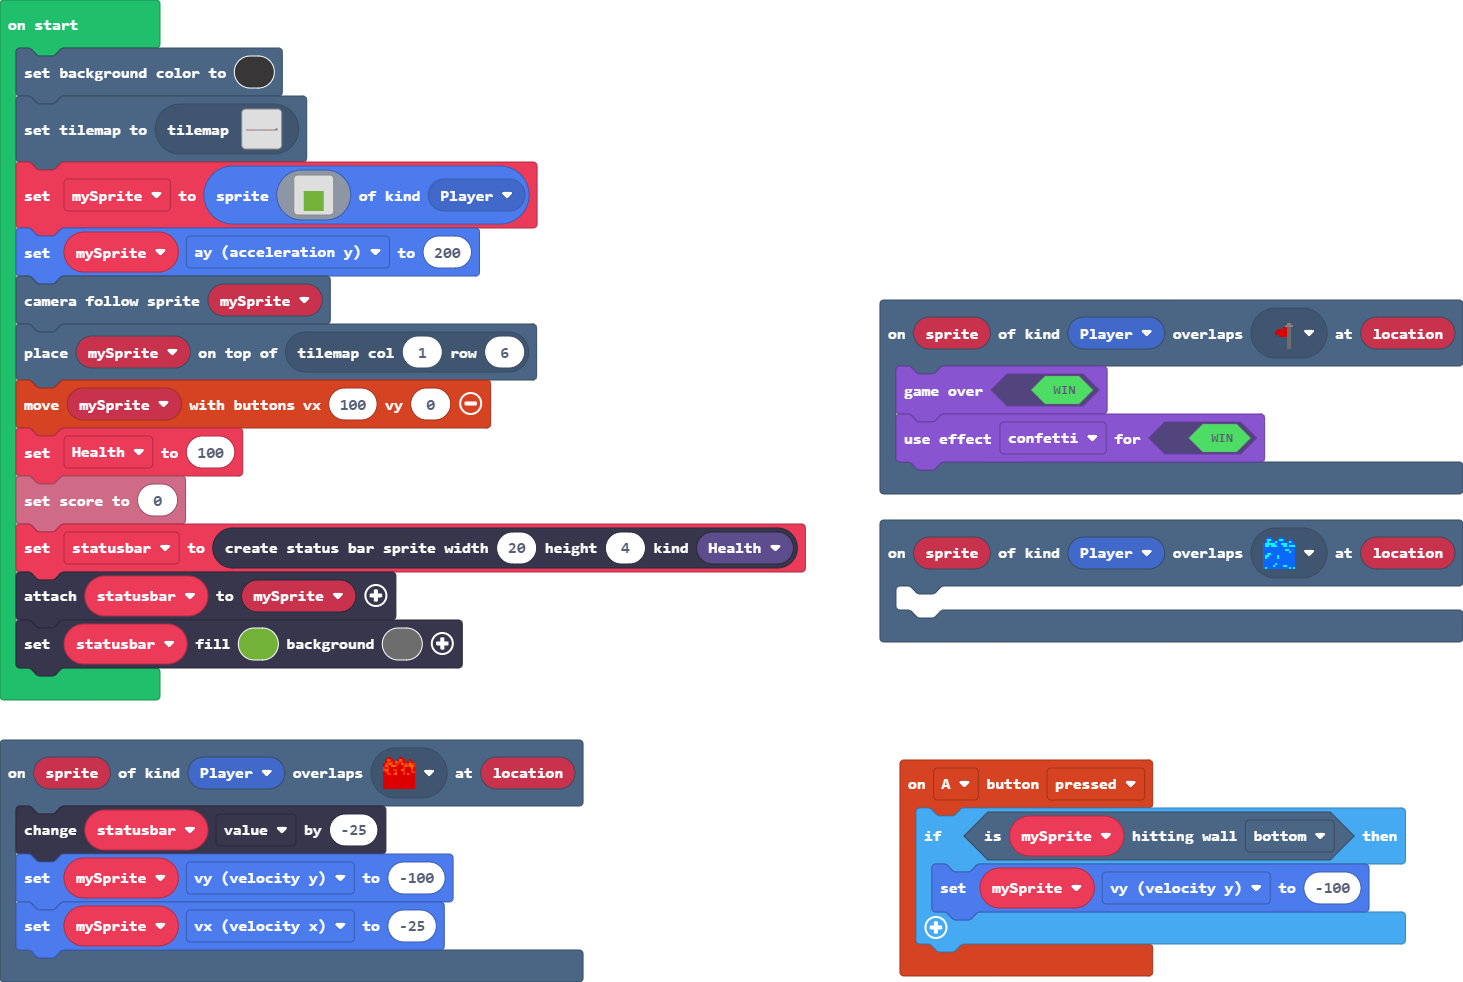 on start
set background color to
set tilemap to tilemap
set mySprite to sprite of kind Player
set mySprite ay (acceleration y) to 200
camera follow sprite mySprite
place mySprite on top of tilemap col 1 row 6
move mySprite with buttons vx 100 vy 0
set Health to 100
set score to 0
set statusbar to create status bar sprite width 20 height 4 kind Health
attach statusbar to mySprite
set statusbar fill background
on sprite of kind Player overlaps at location
game over WIN
use effect confetti for WIN
on sprite of kind Player overlaps at location
on sprite of kind Player overlaps at location
change statusbar value by -25
set mySprite vy (velocity y) to -100
set mySprite vx (velocity x) to -25
on A button pressed
if is mySprite hitting wall bottom then
set mySprite vy (velocity y) to -100